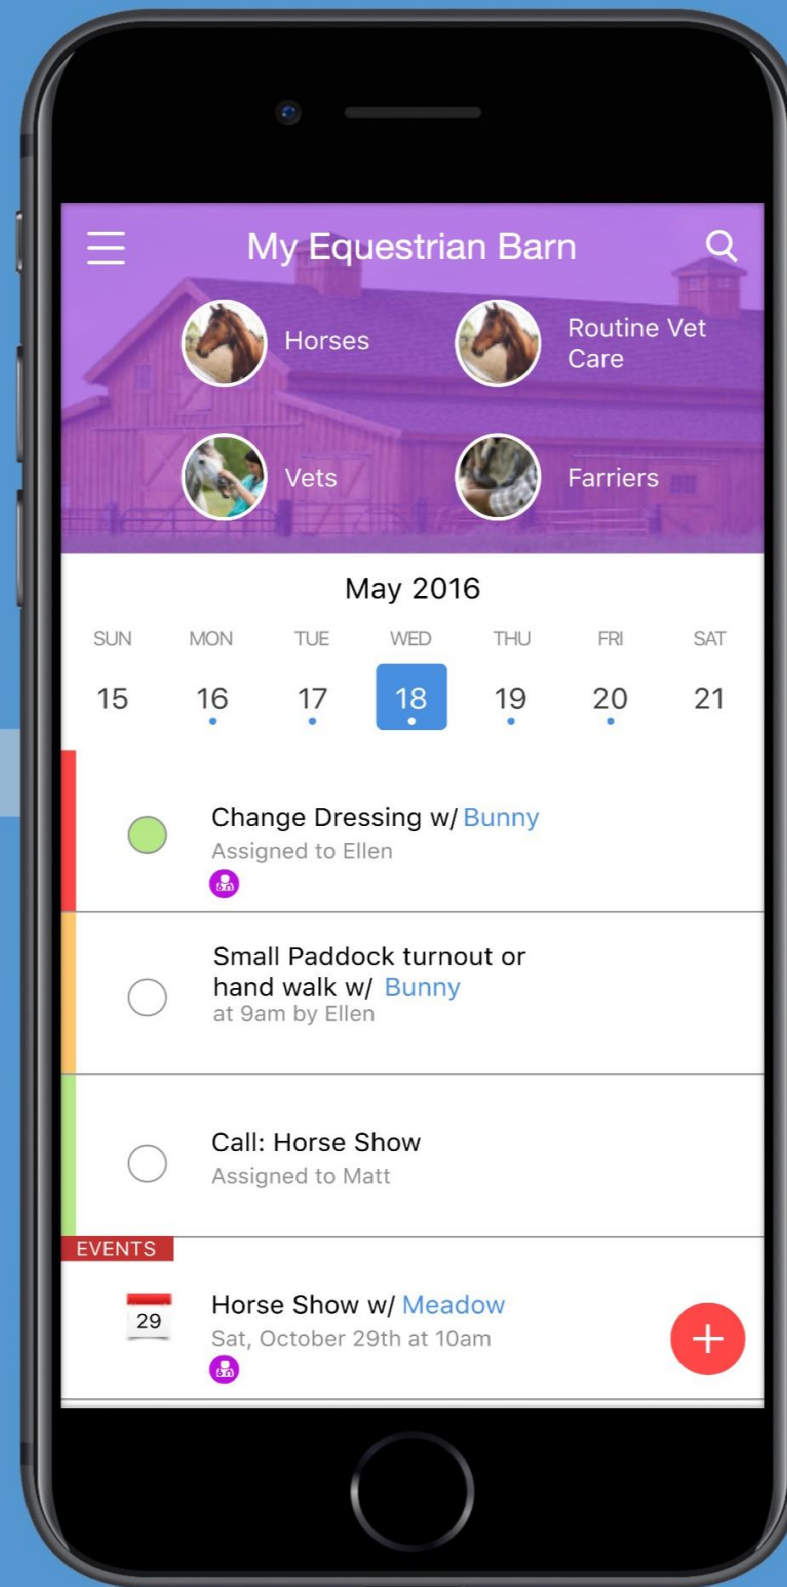 My Equestrian Barn
Horses
Routine Vet
Care
Vets
Farriers
May 2016
SUN MON TUE WED THU FRI SAT
15 16 17 18 19 20 21
Change Dressing w/ Bunny
Assigned to Ellen
Small Paddock turnout or
hand walk w/ Bunny
at 9am by Ellen
Call: Horse Show
Assigned to Matt
EVENTS
29
Horse Show w/ Meadow
Sat, October 29th at 10am
+